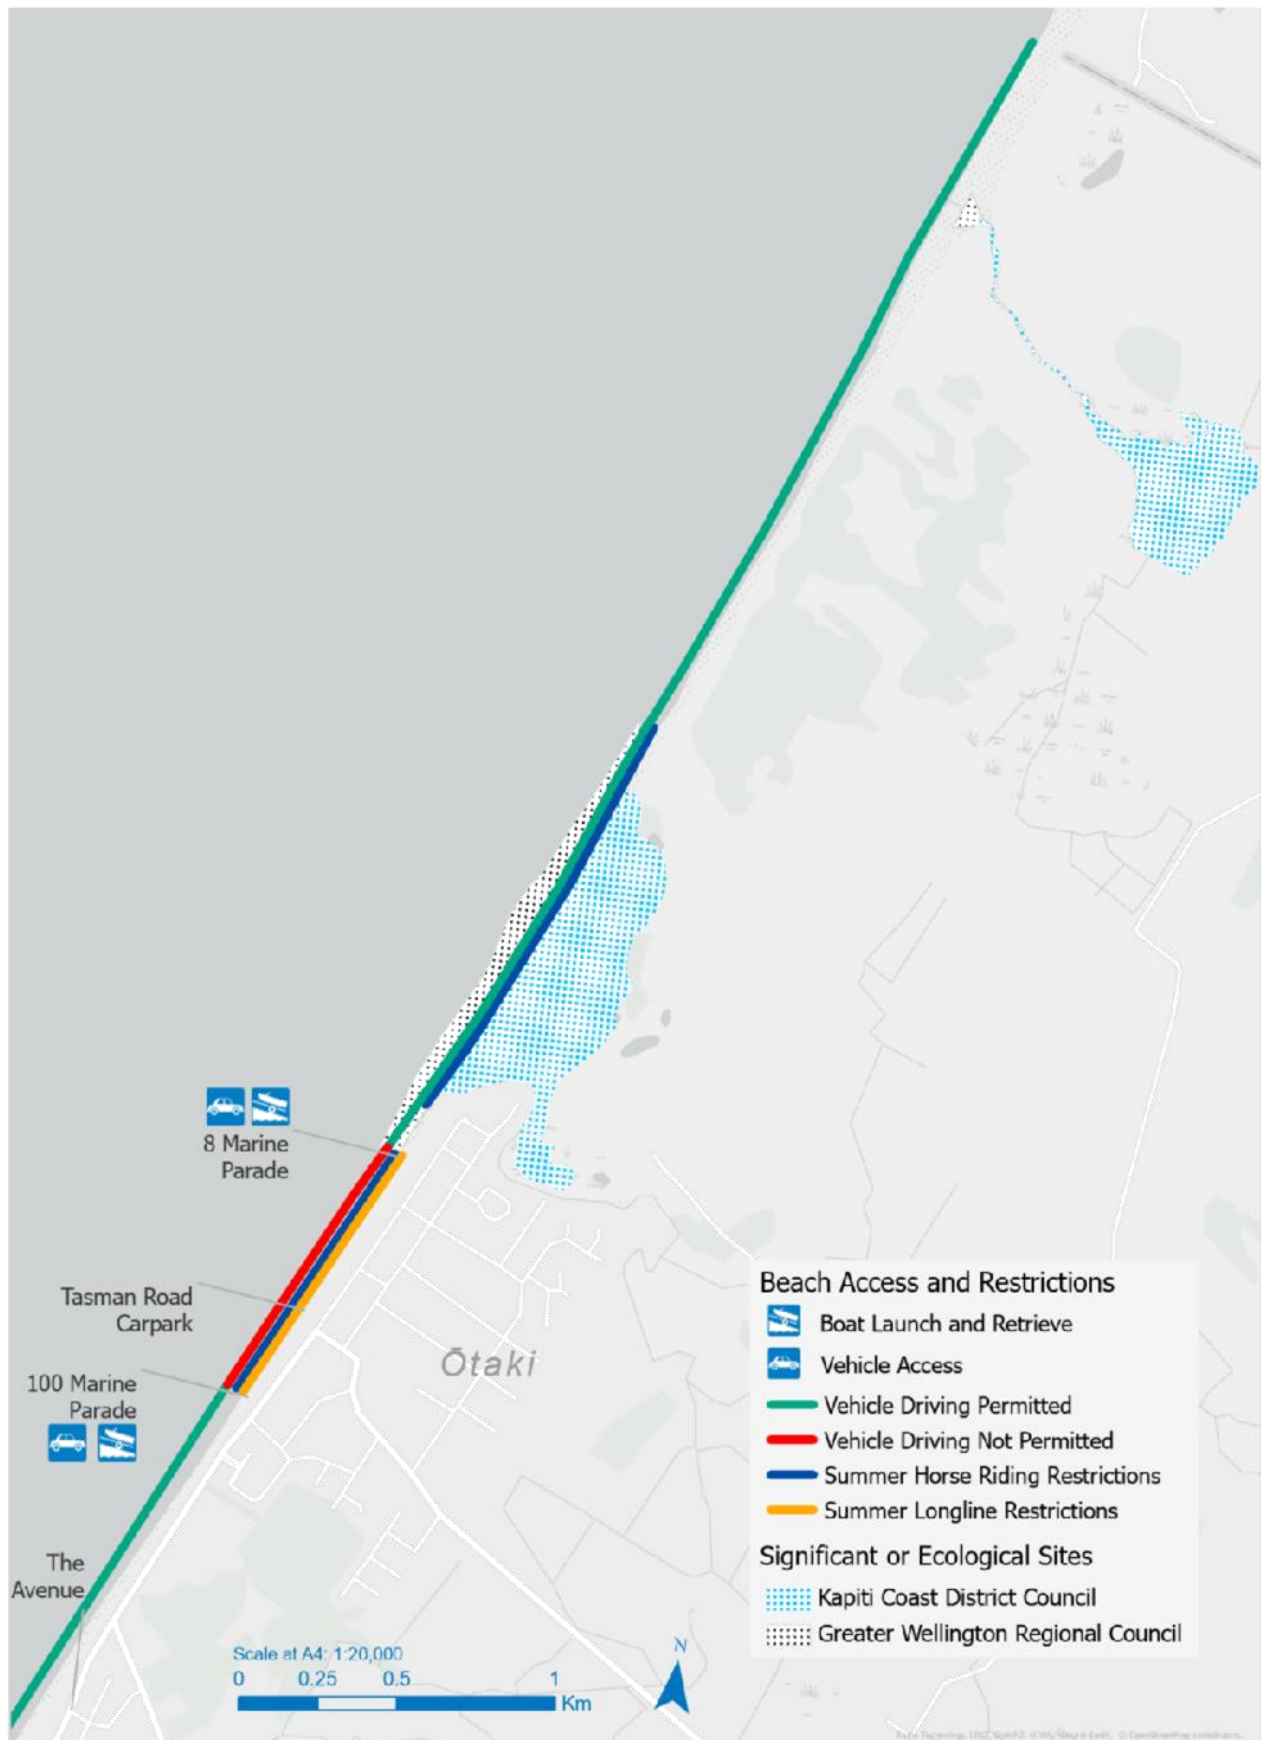 8 Marine
Parade
Tasman Road
Carpark
100 Marine
Parade
Ōtaki
The
Avenue
Beach Access and Restrictions
Boat Launch and Retrieve
Vehicle Access
Vehicle Driving Permitted
Vehicle Driving Not Permitted
Summer Horse Riding Restrictions
Summer Longline Restrictions
Significant or Ecological Sites
Kapiti Coast District Council
Greater Wellington Regional Council
Scale at A4: 1:20,000
0 0.25 0.5 1
Km
N
© OpenStreetMap contributors.